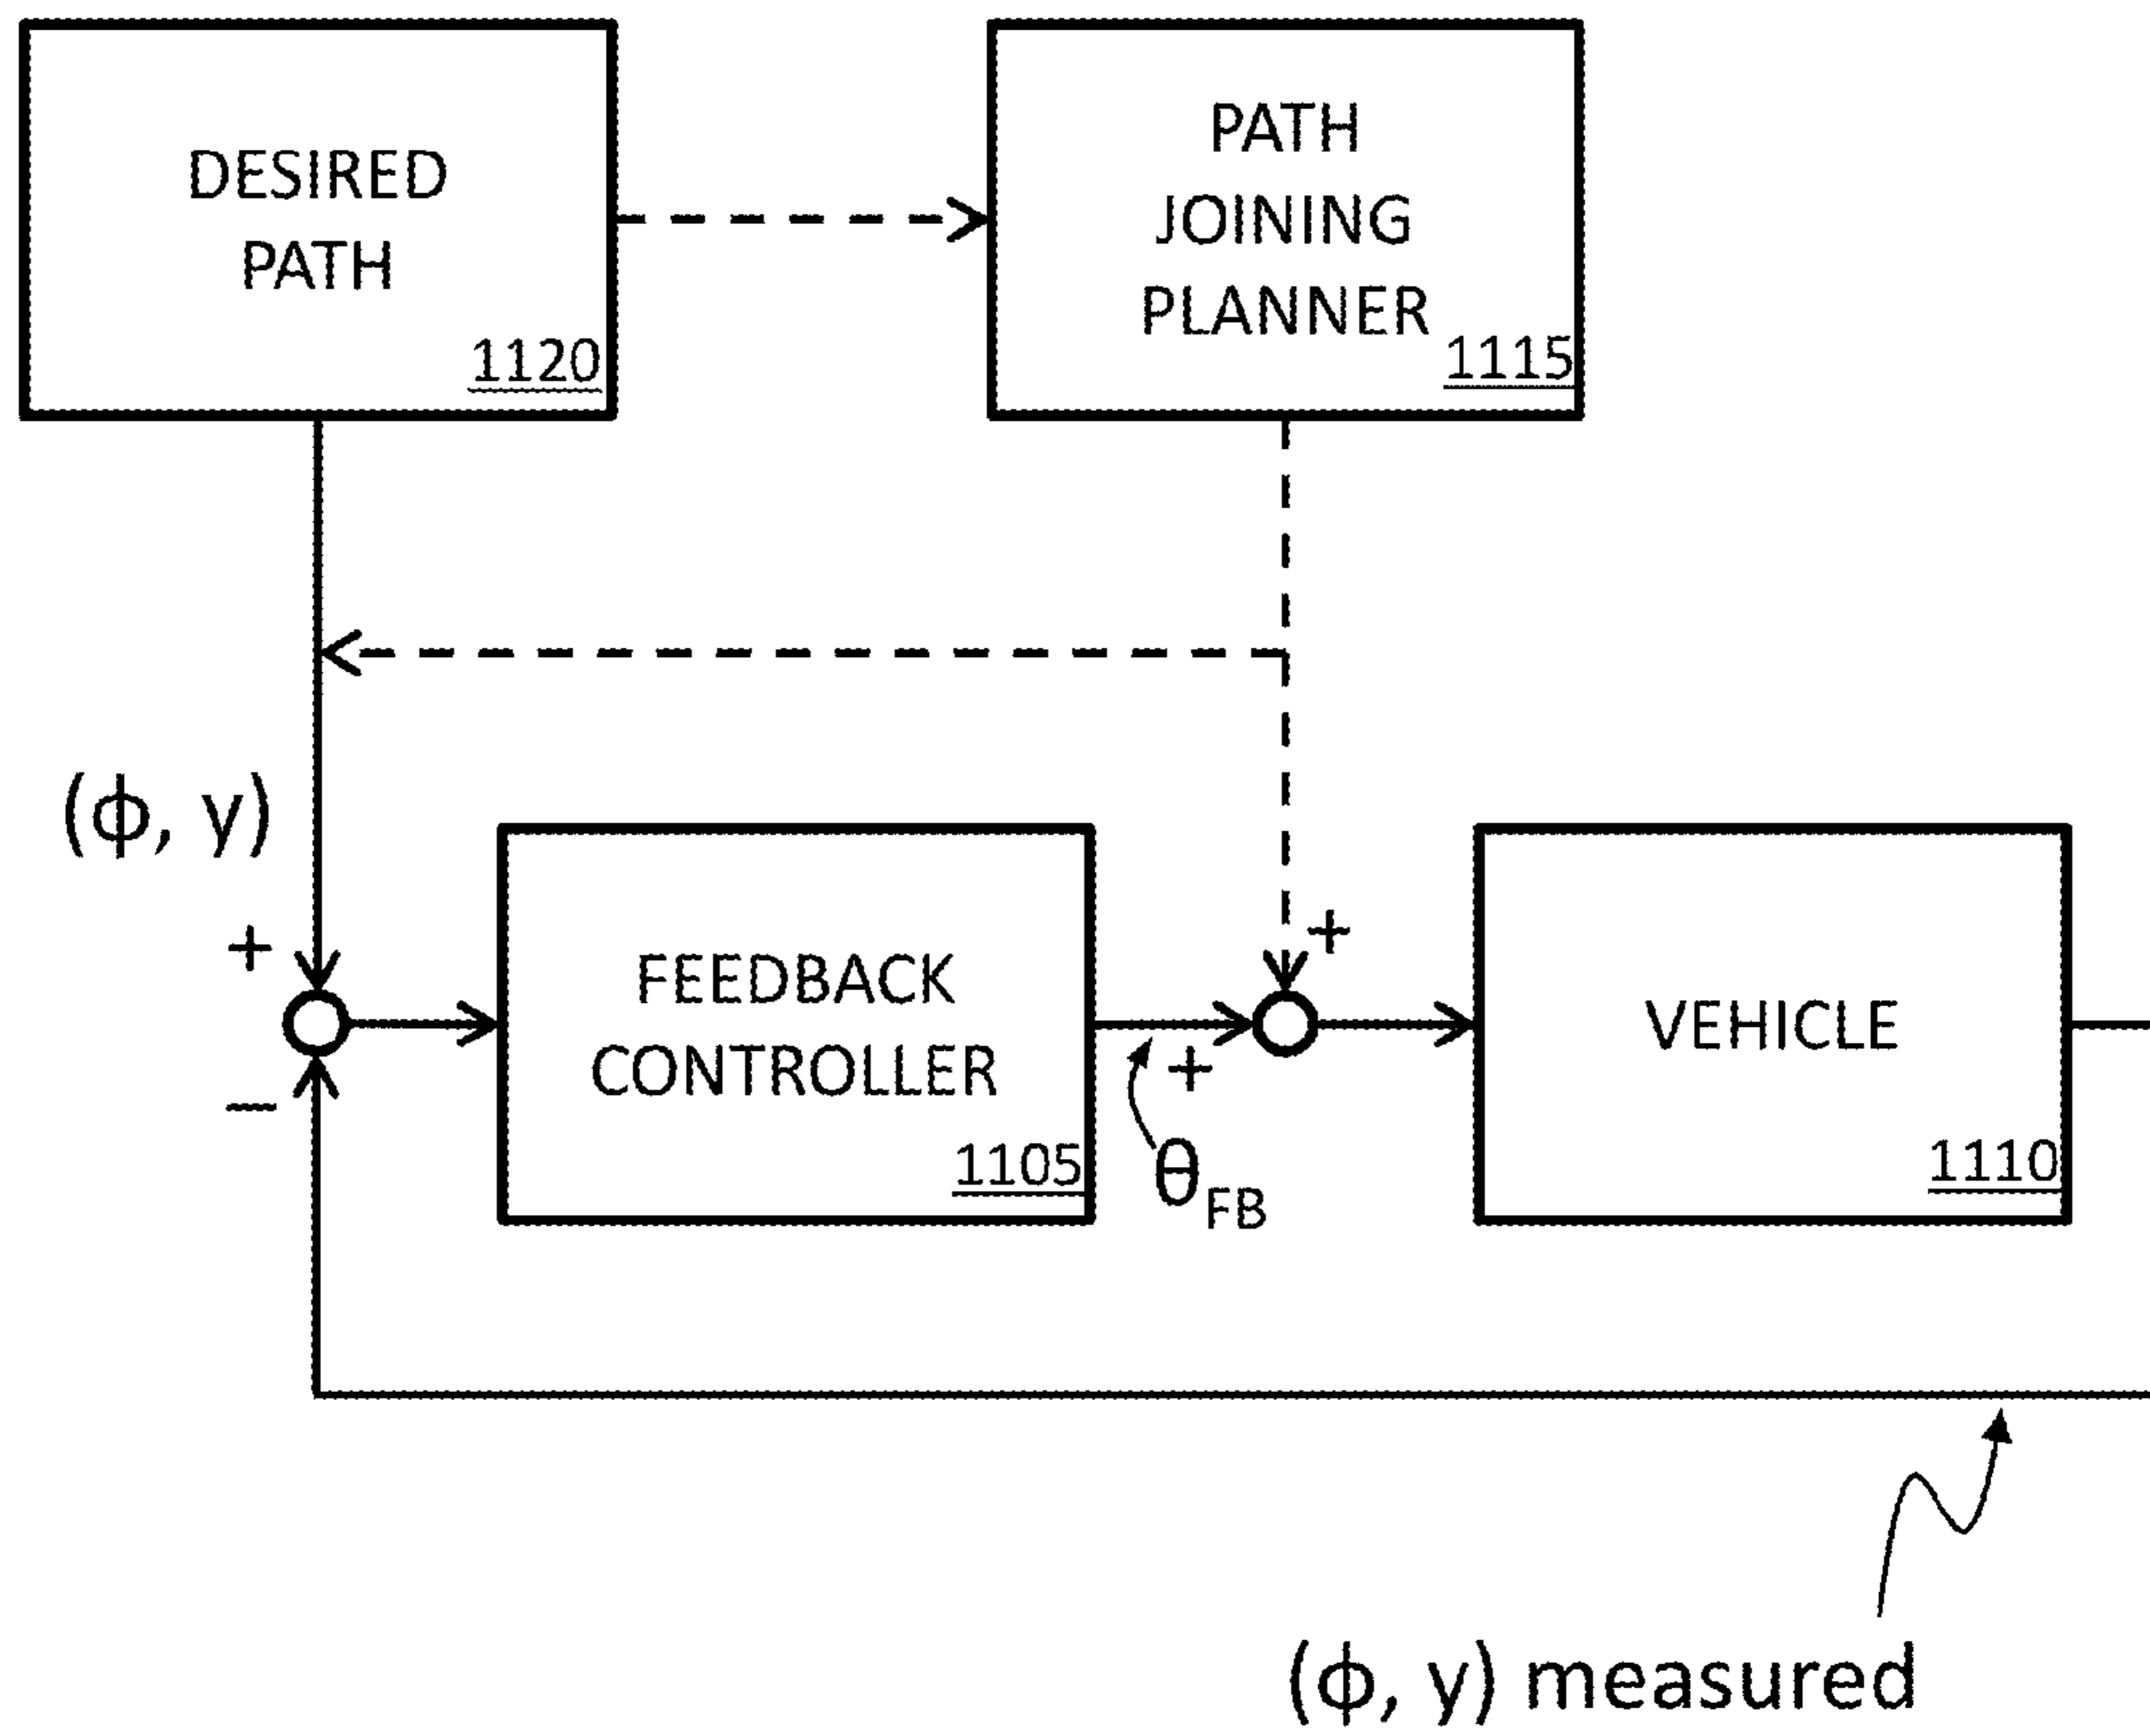 DESIRED
PATH
1120
PATH
JOINING
PLANNER
1115
(ϕ, y)
+
+
FEEDBACK
CONTROLLER
1105
+
θFB
VEHICLE
1110
−
(ϕ, y) measured